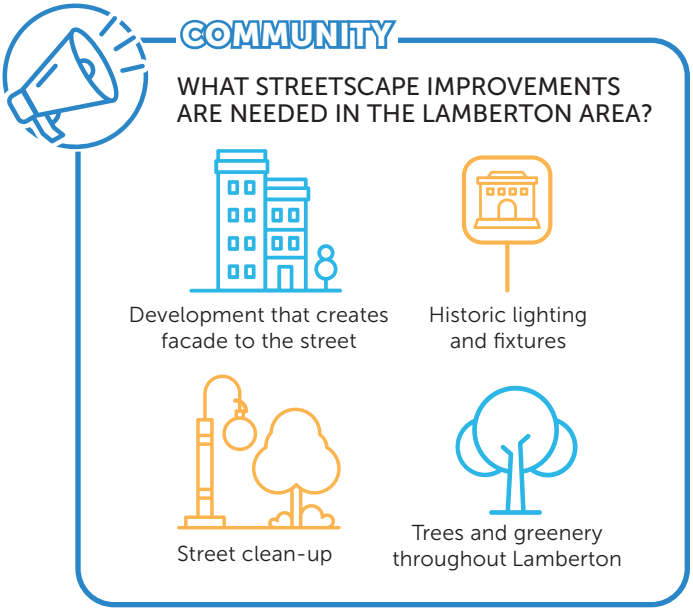 COMMUNITY
WHAT STREETSCAPE IMPROVEMENTS
ARE NEEDED IN THE LAMBERTON AREA?
Development that creates
facade to the street
Historic lighting
and fixtures
Street clean-up
Trees and greenery
throughout Lamberton